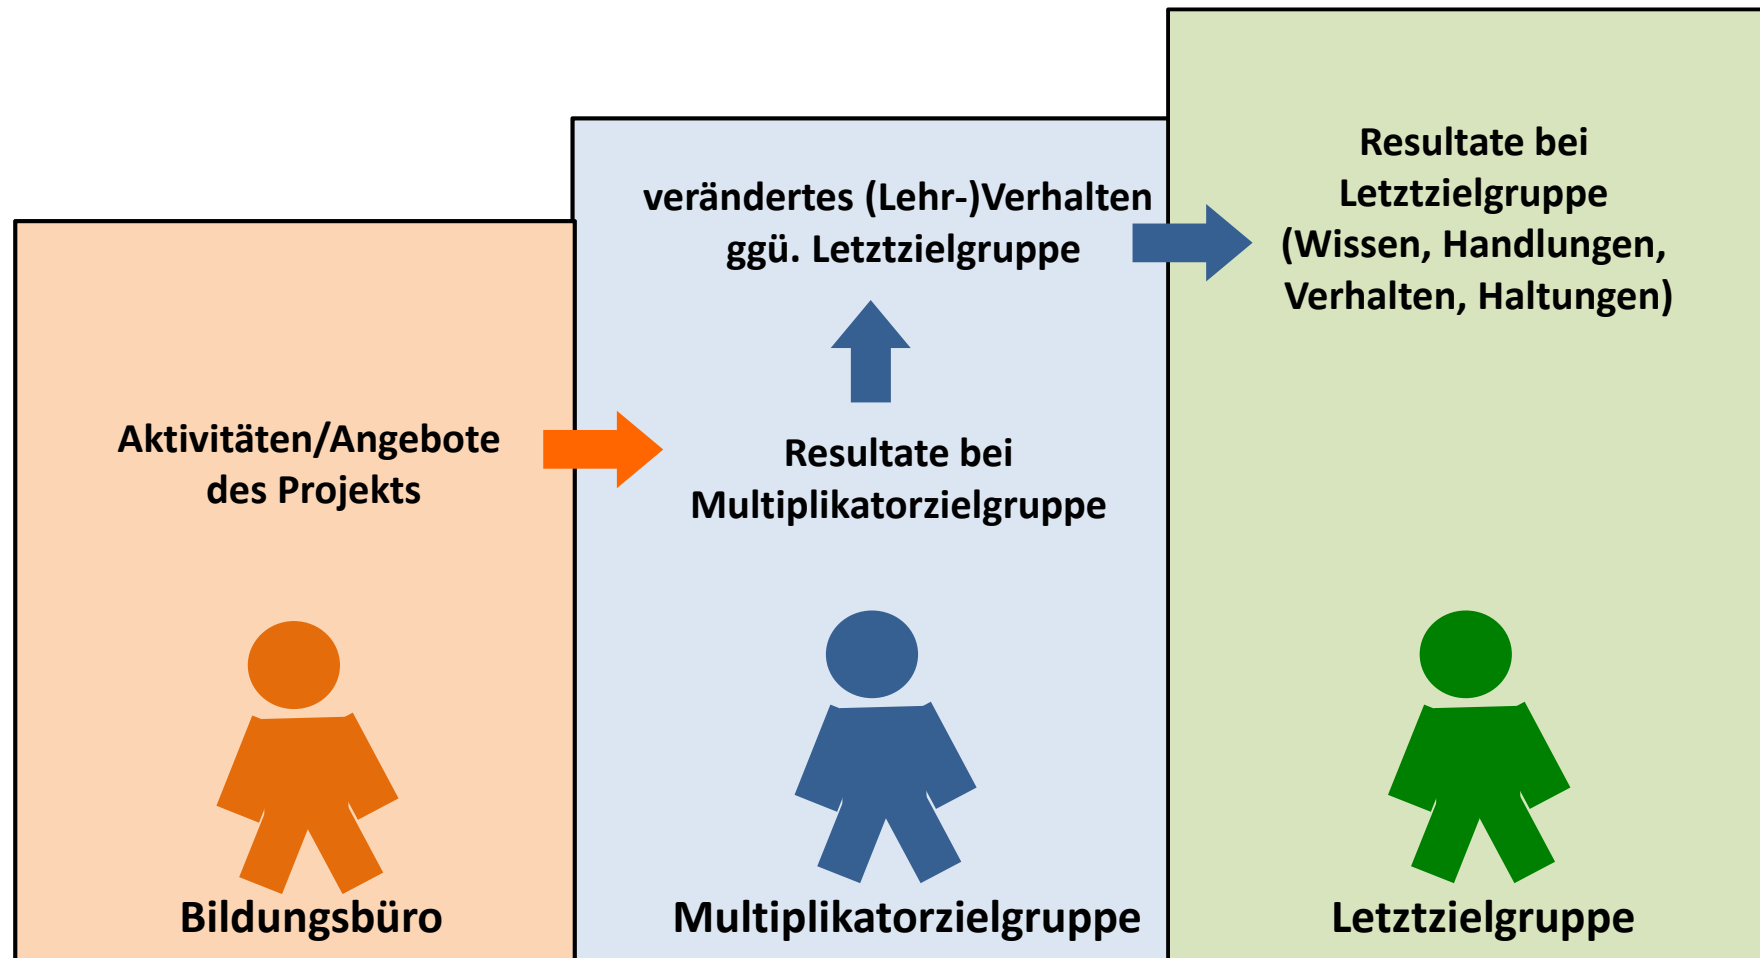 Aktivitäten/Angebote
des Projekts
Bildungsbüro
verändertes (Lehr-)Verhalten
ggü. Letztzielgruppe
Resultate bei
Multiplikatorzielgruppe
Multiplikatorzielgruppe
Resultate bei
Letztzielgruppe
(Wissen, Handlungen,
Verhalten, Haltungen)
Letztzielgruppe